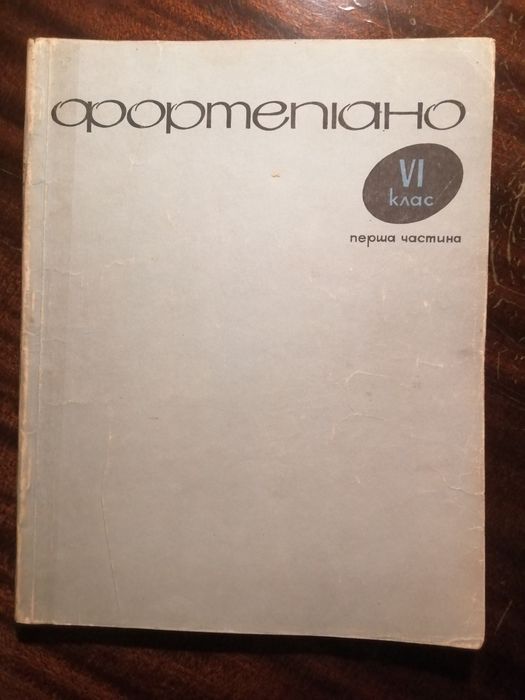 фортепіано
VI
клас
перша частина